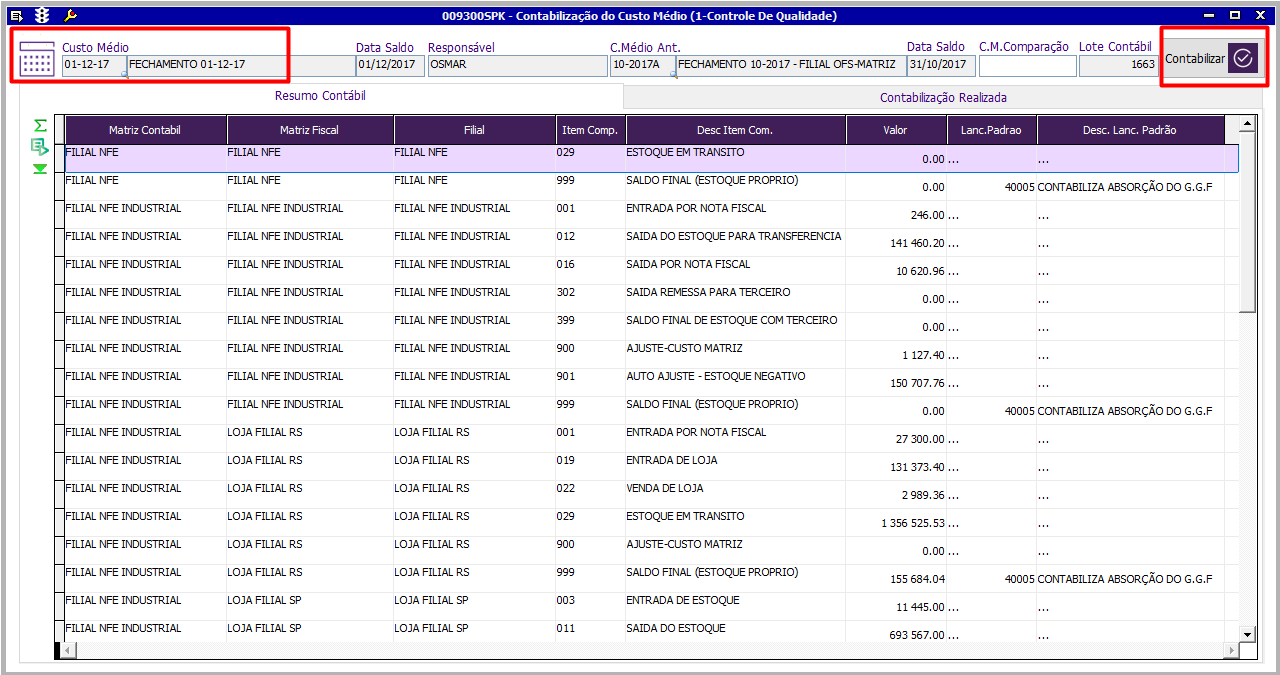 009300SPK - Contabilização do Custo Médio (1-Controle De Qualidade)
Custo Médio Data Saldo Responsável C.Médio Ant. Data Saldo C.M.Comparação Lote Contábil
01-12-17 FECHAMENTO 01-12-17 01/12/2017 OSMAR 10-2017A FECHAMENTO 10-2017 - FILIAL OFS-MATRIZ 31/10/2017 1663 Contabilizar
Resumo Contábil Contabilização Realizada
Matriz Contabil Matriz Fiscal Filial Item Comp. Desc Item Com. Valor Lanc.Padrao Desc. Lanc. Padrão
FILIAL NFE FILIAL NFE FILIAL NFE 029 ESTOQUE EM TRANSITO 0.00 ... ...
FILIAL NFE FILIAL NFE FILIAL NFE 999 SALDO FINAL (ESTOQUE PROPRIO) 0.00 40005 CONTABILIZA ABSORÇÃO DO G.G.F
FILIAL NFE INDUSTRIAL FILIAL NFE INDUSTRIAL FILIAL NFE INDUSTRIAL 001 ENTRADA POR NOTA FISCAL 246.00 ... ...
FILIAL NFE INDUSTRIAL FILIAL NFE INDUSTRIAL FILIAL NFE INDUSTRIAL 012 SAIDA DO ESTOQUE PARA TRANSFERENCIA 141 460.20 ... ...
FILIAL NFE INDUSTRIAL FILIAL NFE INDUSTRIAL FILIAL NFE INDUSTRIAL 016 SAIDA POR NOTA FISCAL 10 620.96 ... ...
FILIAL NFE INDUSTRIAL FILIAL NFE INDUSTRIAL FILIAL NFE INDUSTRIAL 302 SAIDA REMESSA PARA TERCEIRO 0.00 ... ...
FILIAL NFE INDUSTRIAL FILIAL NFE INDUSTRIAL FILIAL NFE INDUSTRIAL 399 SALDO FINAL DE ESTOQUE COM TERCEIRO 0.00 ... ...
FILIAL NFE INDUSTRIAL FILIAL NFE INDUSTRIAL FILIAL NFE INDUSTRIAL 900 AJUSTE-CUSTO MATRIZ 1 127.40 ... ...
FILIAL NFE INDUSTRIAL FILIAL NFE INDUSTRIAL FILIAL NFE INDUSTRIAL 901 AUTO AJUSTE - ESTOQUE NEGATIVO 150 707.76 ... ...
FILIAL NFE INDUSTRIAL FILIAL NFE INDUSTRIAL FILIAL NFE INDUSTRIAL 999 SALDO FINAL (ESTOQUE PROPRIO) 0.00 40005 CONTABILIZA ABSORÇÃO DO G.G.F
FILIAL NFE INDUSTRIAL LOJA FILIAL RS LOJA FILIAL RS 001 ENTRADA POR NOTA FISCAL 27 300.00 ... ...
FILIAL NFE INDUSTRIAL LOJA FILIAL RS LOJA FILIAL RS 019 ENTRADA DE LOJA 131 373.40 ... ...
FILIAL NFE INDUSTRIAL LOJA FILIAL RS LOJA FILIAL RS 022 VENDA DE LOJA 2 989.36 ... ...
FILIAL NFE INDUSTRIAL LOJA FILIAL RS LOJA FILIAL RS 029 ESTOQUE EM TRANSITO 1 356 525.53 ... ...
FILIAL NFE INDUSTRIAL LOJA FILIAL RS LOJA FILIAL RS 900 AJUSTE-CUSTO MATRIZ 0.00 ... ...
FILIAL NFE INDUSTRIAL LOJA FILIAL RS LOJA FILIAL RS 999 SALDO FINAL (ESTOQUE PROPRIO) 155 684.04 40005 CONTABILIZA ABSORÇÃO DO G.G.F
FILIAL NFE INDUSTRIAL LOJA FILIAL SP LOJA FILIAL SP 003 ENTRADA DE ESTOQUE 11 445.00 ... ...
FILIAL NFE INDUSTRIAL LOJA FILIAL SP LOJA FILIAL SP 011 SAIDA DO ESTOQUE 693 567.00 ... ...